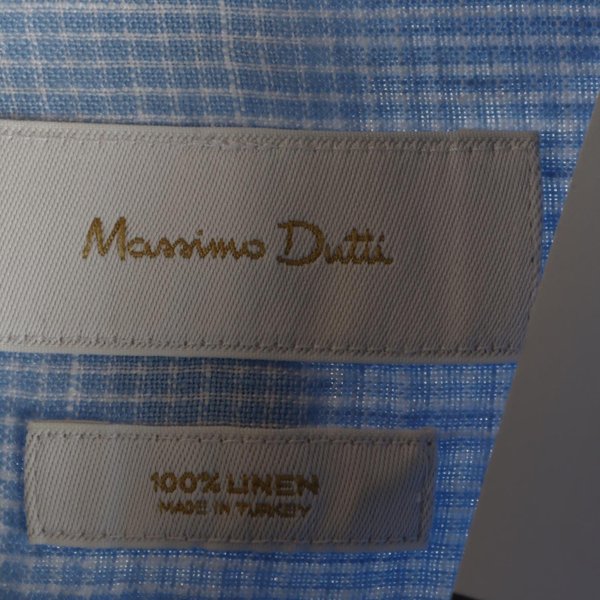 Massimo Dutti
100% LINEN
MADE IN TURKEY